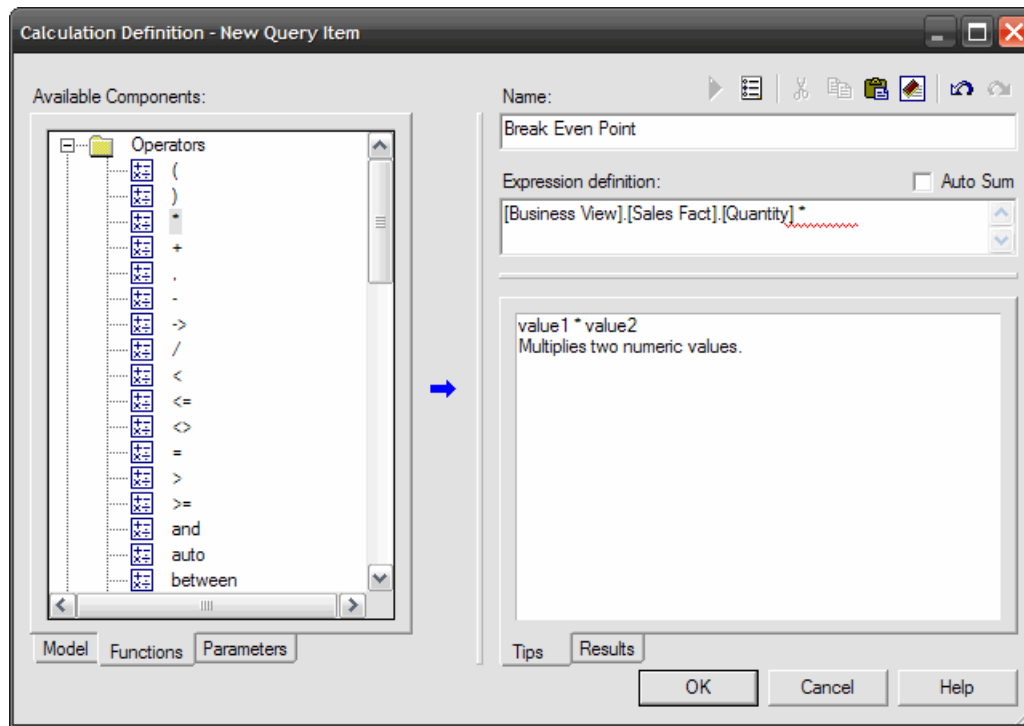 Calculation Definition - New Query Item
Available Components:
Operators
(
)
*
+
.
-
->
/
<
<=
<>
=
>
>=
and
auto
between
Model
Functions
Parameters
Name:
Break Even Point
Expression definition:
Auto Sum
[Business View].[Sales Fact].[Quantity] *
value1 * value2
Multiplies two numeric values.
Tips
Results
OK
Cancel
Help